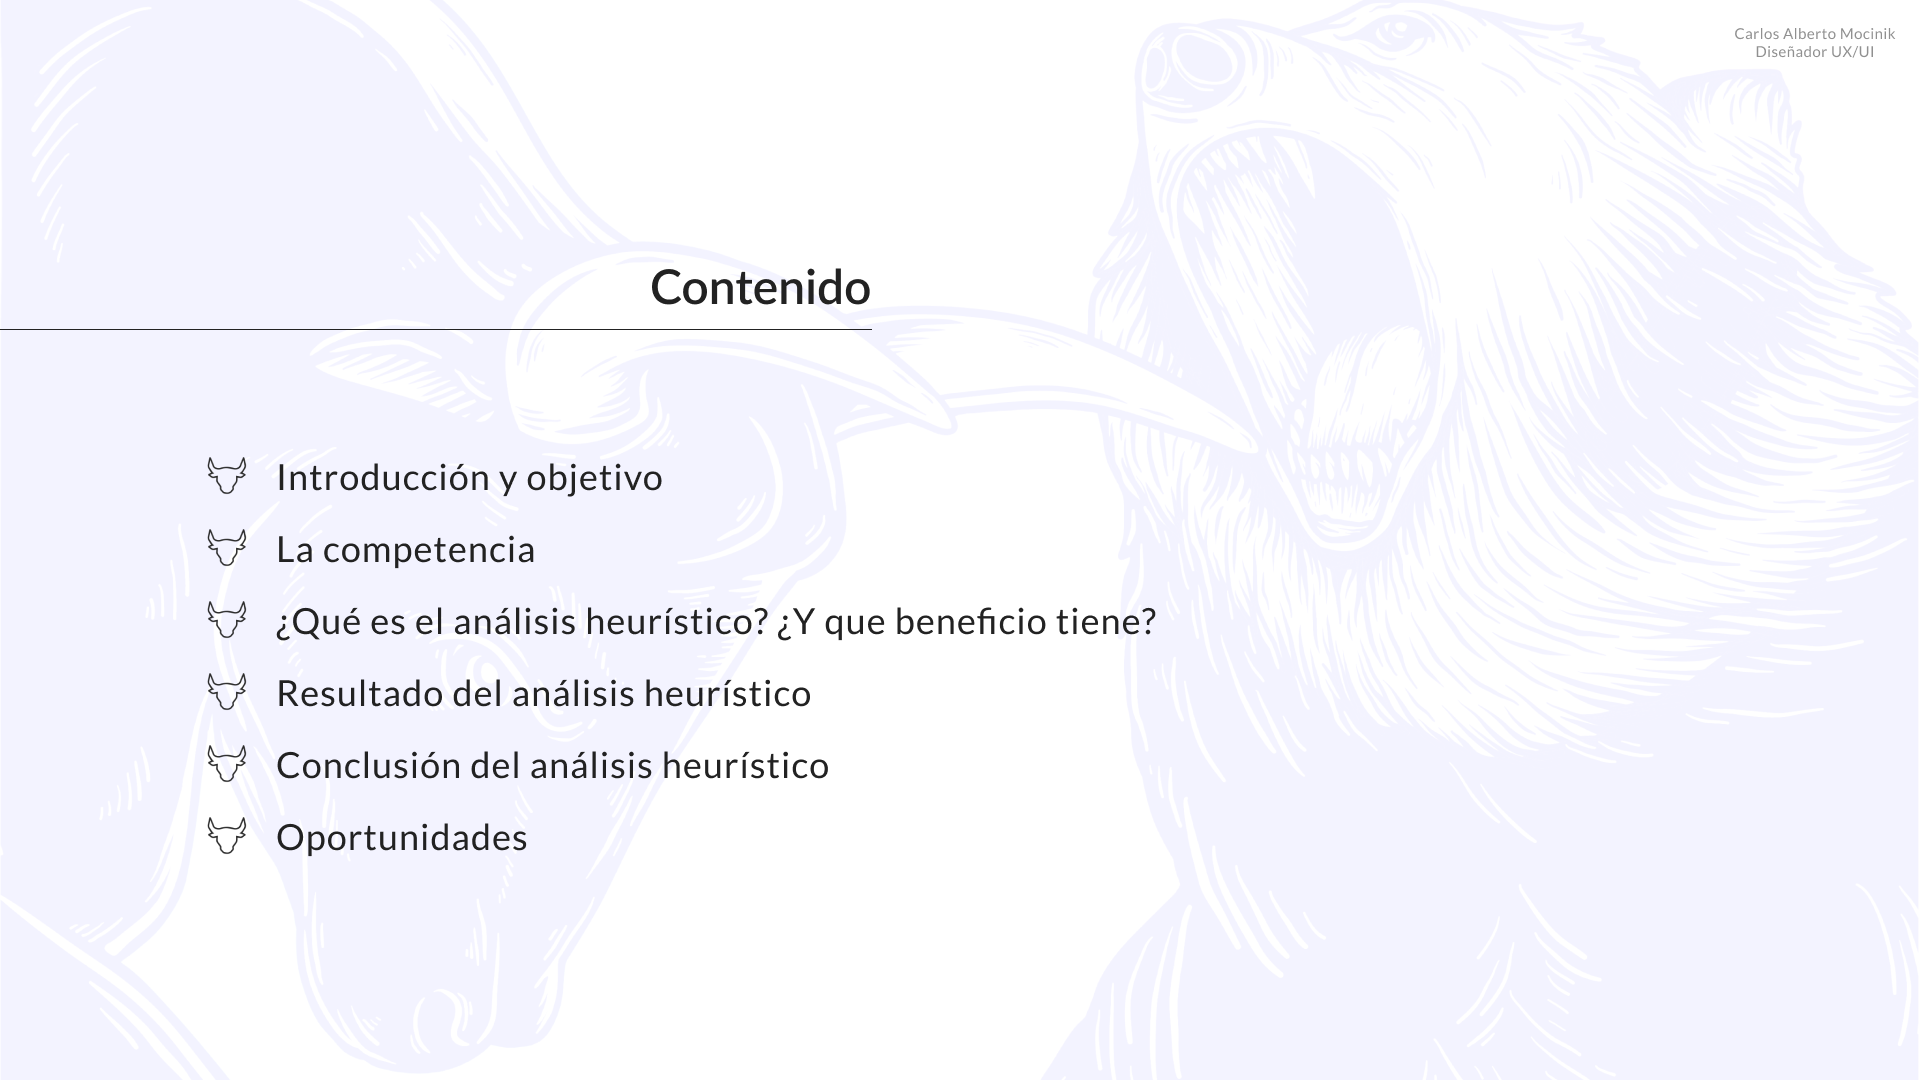 Carlos Alberto Mocinik
Diseñador UX/UI
Contenido
Introducción y objetivo
La competencia
¿Qué es el análisis heurístico? ¿Y que beneficio tiene?
Resultado del análisis heurístico
Conclusión del análisis heurístico
Oportunidades